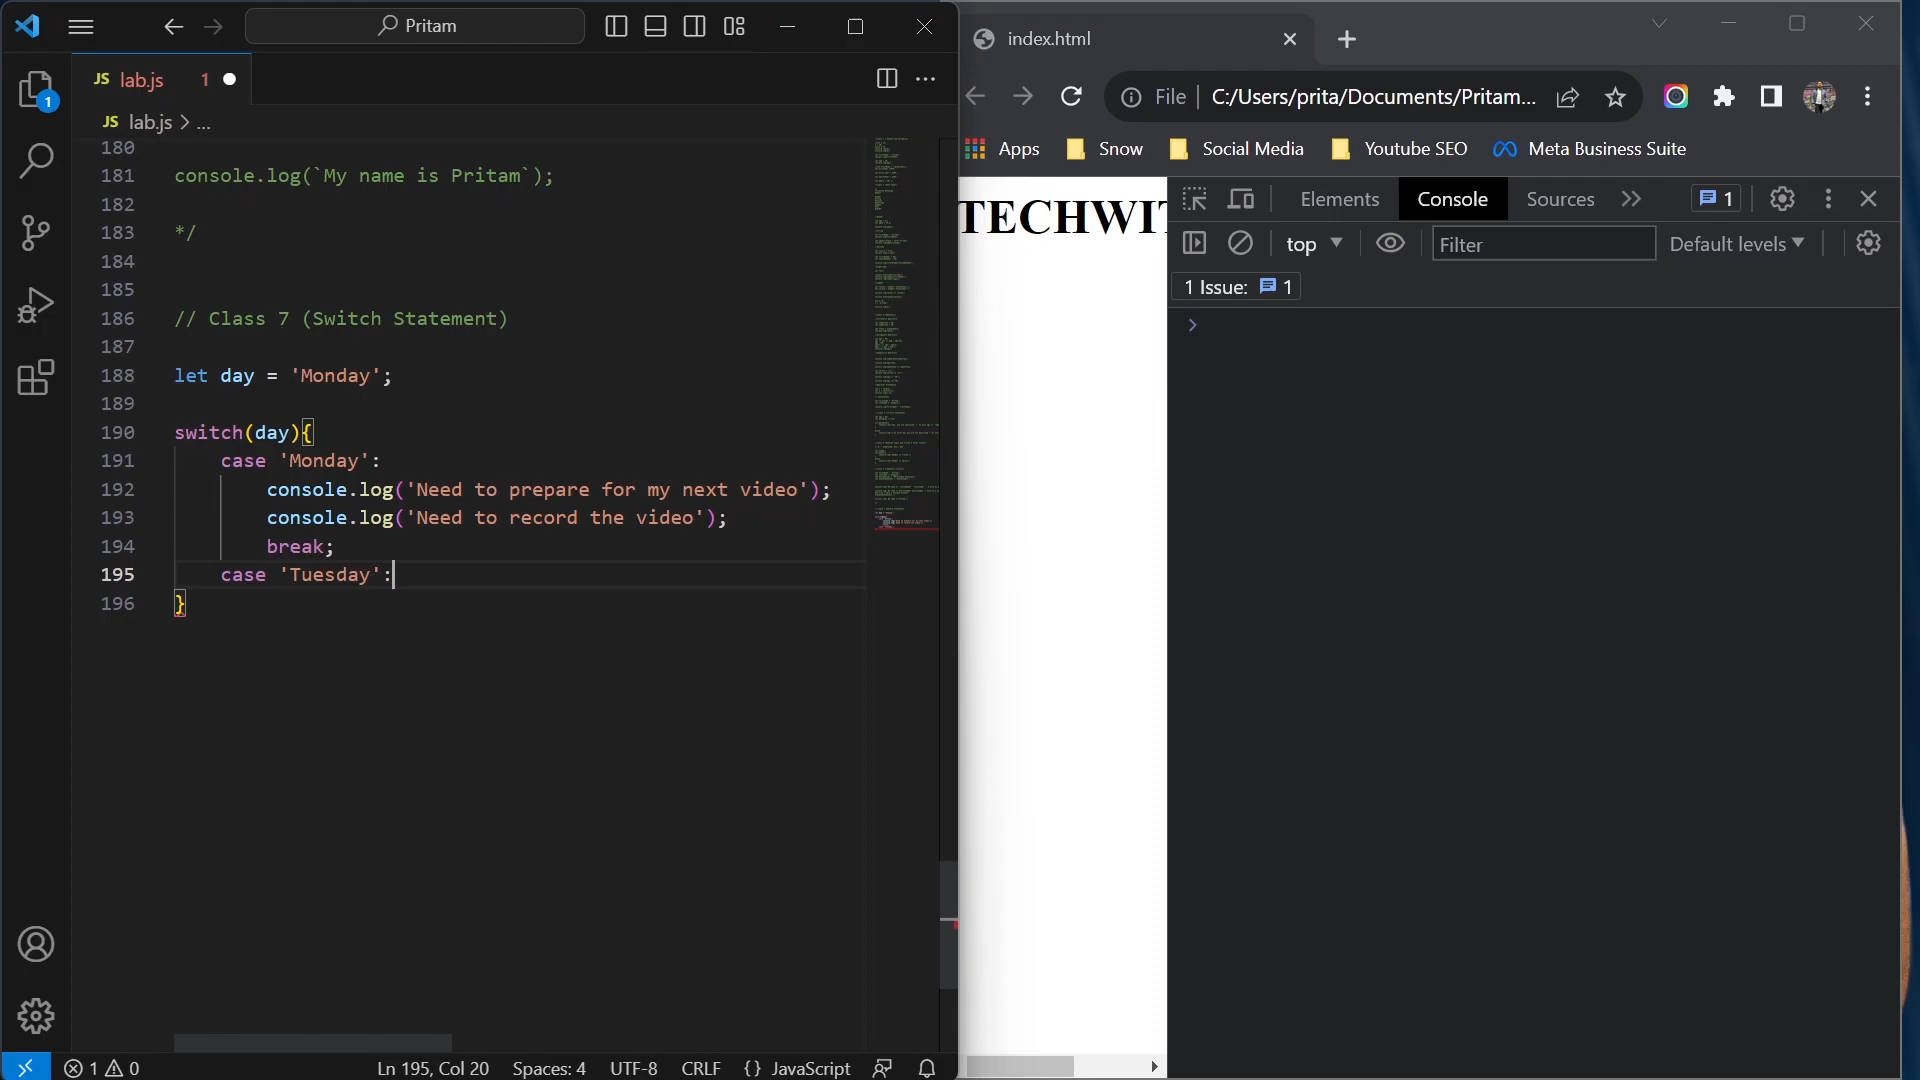 Pritam
JS lab.js 1
JS lab.js > ...
180
181 console.log(`My name is Pritam`);
182
183 */
184
185
186 // Class 7 (Switch Statement)
187
188 let day = 'Monday';
189
190 switch(day){
191 case 'Monday':
192 console.log('Need to prepare for my next video');
193 console.log('Need to record the video');
194 break;
195 case 'Tuesday':
196 }
1 0 Ln 195, Col 20 Spaces: 4 UTF-8 CRLF {} JavaScript
1
index.html
File C:/Users/prita/Documents/Pritam...
Apps Snow Social Media Youtube SEO Meta Business Suite
TECHWIT
Elements Console Sources 1
top Filter Default levels
1 Issue: 1